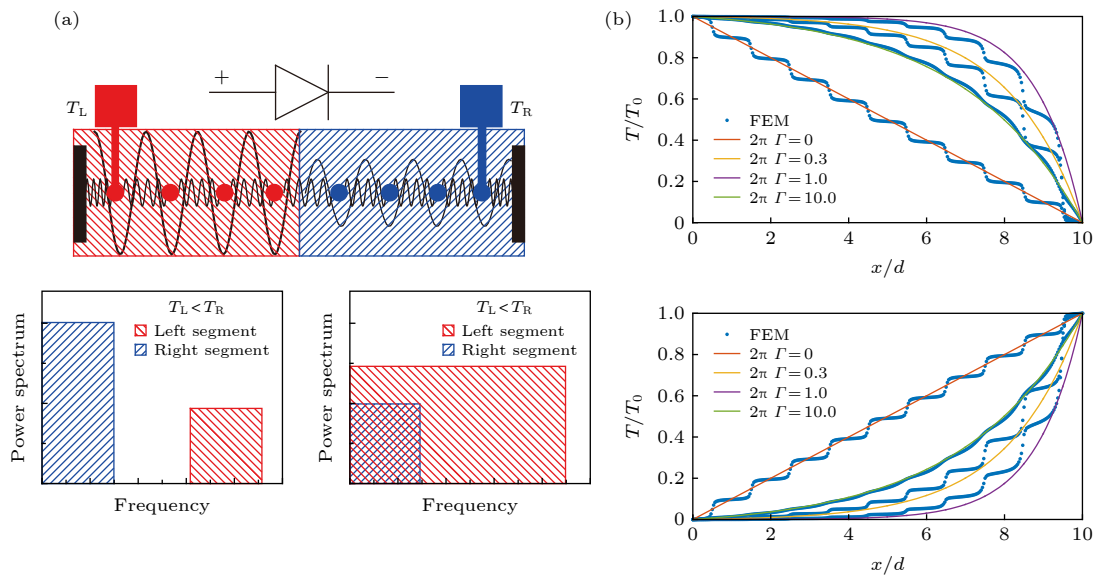 (a)
+
−
T_L
T_R
T_L < T_R
Left segment
Right segment
Power spectrum
Frequency
T_L < T_R
Left segment
Right segment
Power spectrum
Frequency
(b)
1.0
0.8
0.6
0.4
0.2
0
T/T_0
FEM
2π Γ = 0
2π Γ = 0.3
2π Γ = 1.0
2π Γ = 10.0
0 2 4 6 8 10
x/d
1.0
0.8
0.6
0.4
0.2
0
T/T_0
FEM
2π Γ = 0
2π Γ = 0.3
2π Γ = 1.0
2π Γ = 10.0
0 2 4 6 8 10
x/d